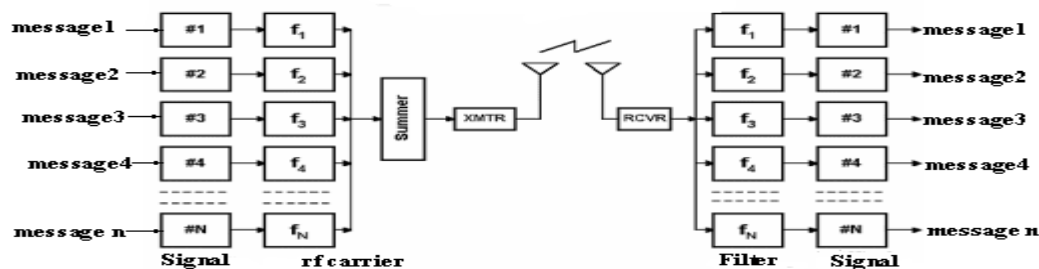 message1 #1 f1 f1 #1 message1
message2 #2 f2 f2 #2 message2
message3 #3 f3 Summer XMTR RCVR f3 #3 message3
message4 #4 f4 f4 #4 message4
message n #N fN fN #N message n
Signal rf carrier Filter Signal